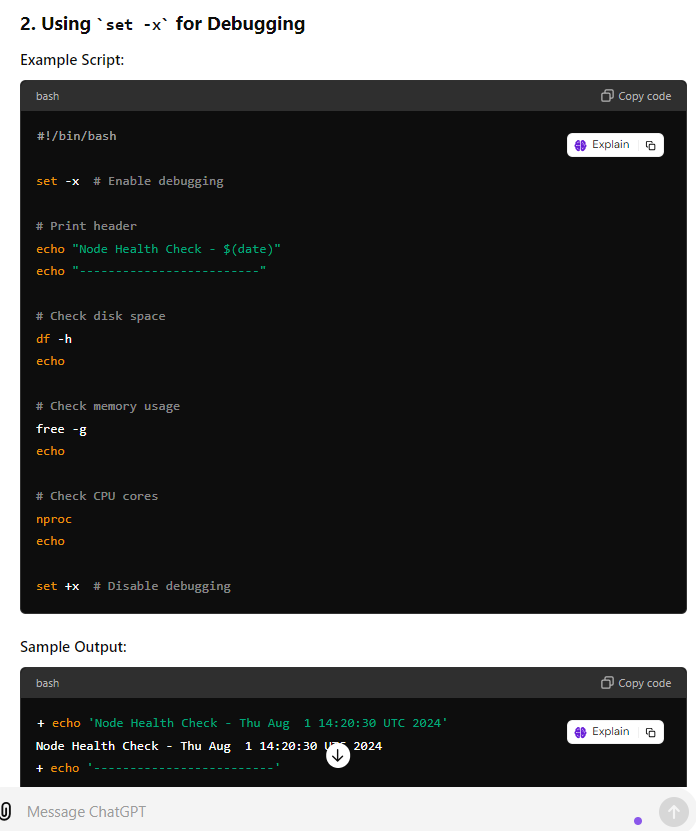 2. Using `set -x` for Debugging
Example Script:
bash
Copy code
#!/bin/bash
Explain
set -x  # Enable debugging
# Print header
echo "Node Health Check - $(date)"
echo "-------------------------"
# Check disk space
df -h
echo
# Check memory usage
free -g
echo
# Check CPU cores
nproc
echo
set +x  # Disable debugging
Sample Output:
bash
Copy code
+ echo 'Node Health Check - Thu Aug  1 14:20:30 UTC 2024'
Explain
Node Health Check - Thu Aug  1 14:20:30 UTC 2024
+ echo '-------------------------'
Message ChatGPT